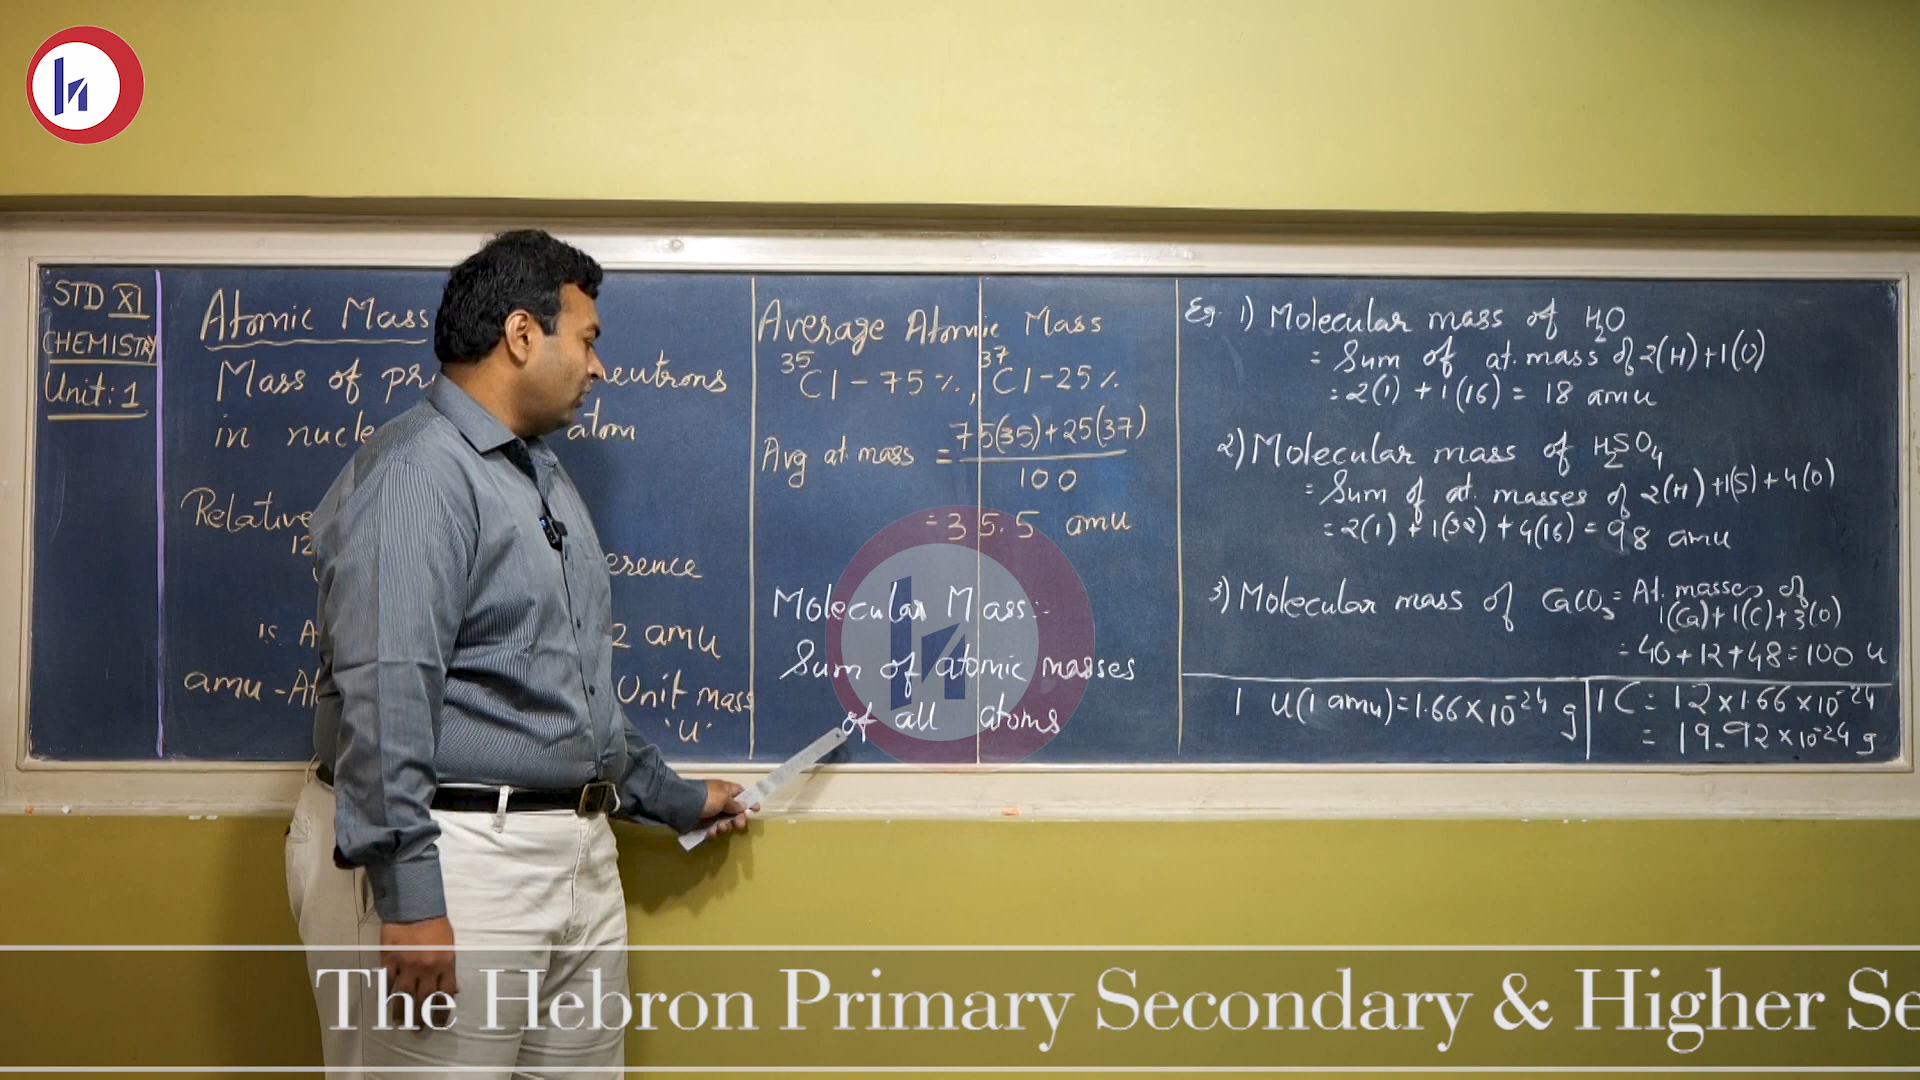 STD XI
CHEMISTRY
Unit: 1
Atomic Mass
Mass of neutrons
in atom
Relative
12
is 12 amu
amu - Unit mass
'u'
Average Atomic Mass
³⁵Cl - 75 %, ³⁷Cl - 25 %
Avg at mass = 75(35)+25(37)
100
= 35.5 amu
Molecular Mass:-
Sum of atomic masses
of all atoms
Eg. 1) Molecular mass of H₂O
= Sum of at. mass of 2(H)+1(O)
= 2(1) + 1(16) = 18 amu
2) Molecular mass of H₂SO₄
= Sum of at. masses of 2(H)+1(S)+4(O)
= 2(1) + 1(32) + 4(16) = 98 amu
3) Molecular mass of CaCO₃ = At. masses of
1(Ca)+1(C)+3(O)
= 40+12+48=100 u
1 u(1 amu)=1.66×10⁻²⁴ g
1 C = 12×1.66×10⁻²⁴
= 19.92×10⁻²⁴ g
The Hebron Primary Secondary & Higher Se